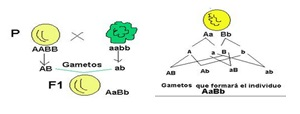 P
AABB
aabb
AB
Gametos
ab
F1
AaBb
Aa Bb
A a B b
AB Ab aB ab
Gametos que formará el individuo
AaBb